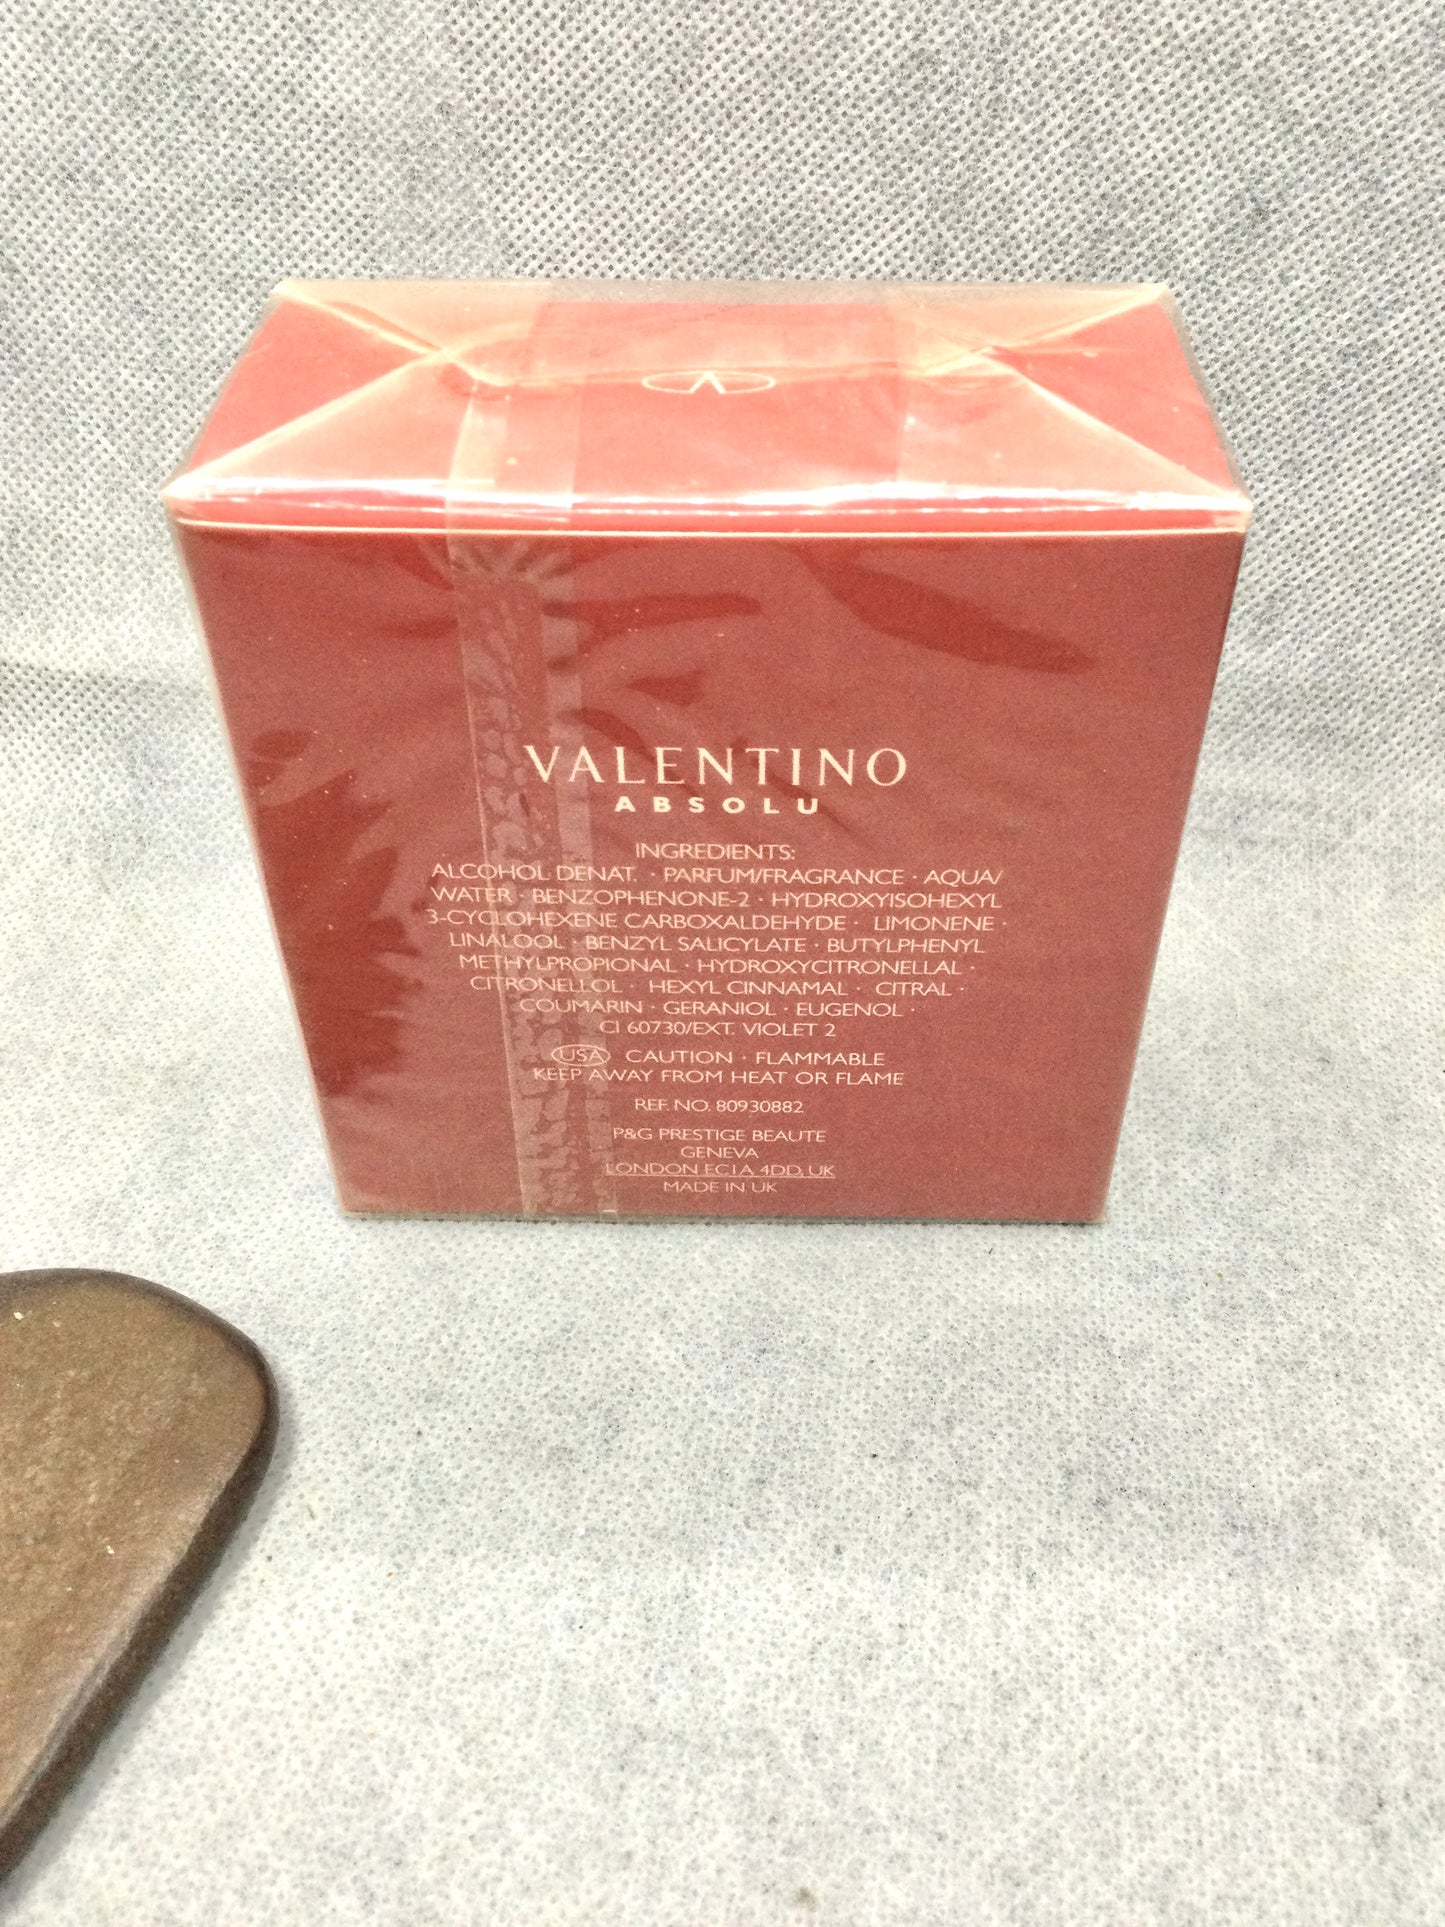 V
VALENTINO
ABSOLU
INGREDIENTS:
ALCOHOL DENAT. · PARFUM/FRAGRANCE · AQUA/
WATER · BENZOPHENONE-2 · HYDROXYISOHEXYL
3-CYCLOHEXENE CARBOXALDEHYDE · LIMONENE ·
LINALOOL · BENZYL SALICYLATE · BUTYLPHENYL
METHYLPROPIONAL · HYDROXYCITRONELLAL ·
CITRONELLOL · HEXYL CINNAMAL · CITRAL ·
COUMARIN · GERANIOL · EUGENOL ·
CI 60730/EXT. VIOLET 2
USA CAUTION · FLAMMABLE
KEEP AWAY FROM HEAT OR FLAME
REF. NO. 80930882
P&G PRESTIGE BEAUTE
GENEVA
LONDON EC1A 4DD, UK
MADE IN UK